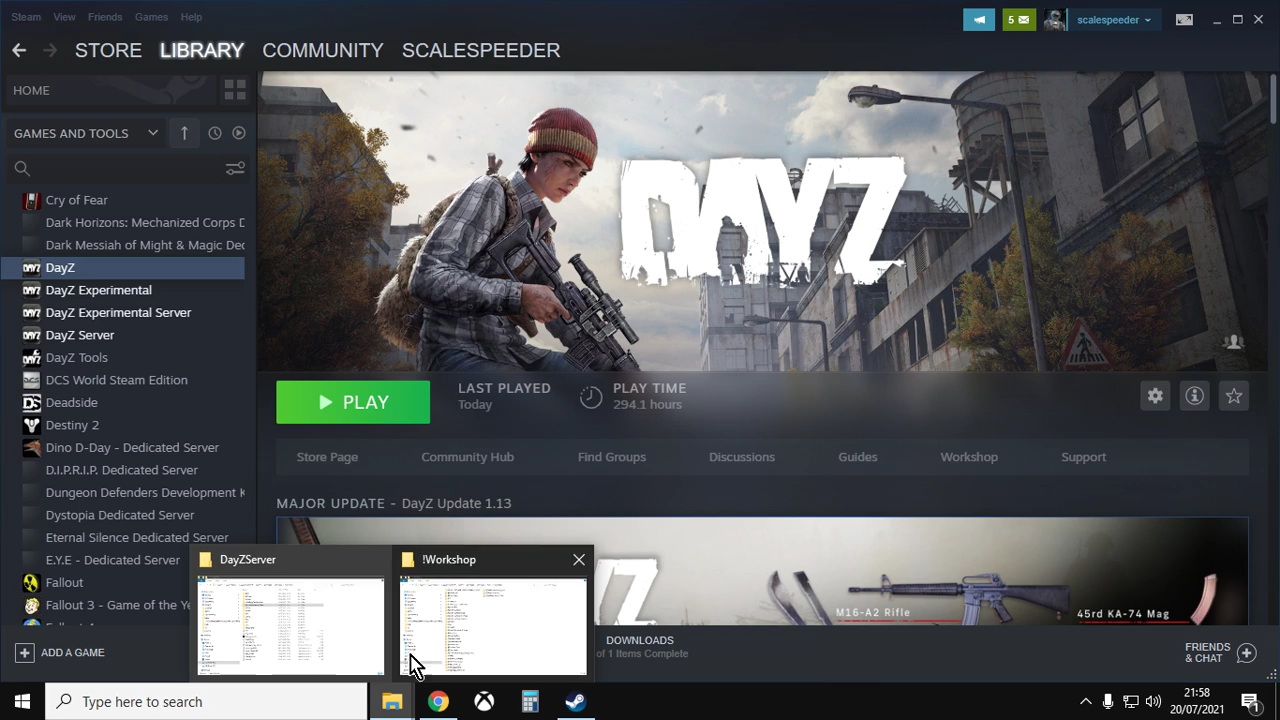 Steam View Friends Games Help
5
scalespeeder
STORE LIBRARY COMMUNITY SCALESPEEDER
HOME
GAMES AND TOOLS
Cry of Fear
Dark Horizons: Mechanized Corps D
Dark Messiah of Might & Magic Dec
DayZ
DayZ Experimental
DayZ Experimental Server
DayZ Server
DayZ Tools
DCS World Steam Edition
Deadside
Destiny 2
Dino D-Day - Dedicated Server
D.I.P.R.I.P. Dedicated Server
Dungeon Defenders Development K
Dystopia Dedicated Server
Eternal Silence Dedicated Server
E.Y.E - Dedicated Server
Fallout
Fallout 3 - Game of the
ADD A GAME
DAYZ
PLAY
LAST PLAYED
Today
PLAY TIME
294.1 hours
Store Page Community Hub Find Groups Discussions Guides Workshop Support
MAJOR UPDATE - DayZ Update 1.13
M16-A2 Rifle
DayZServer
!Workshop
DOWNLOADS
of 1 Items Complete
FRIENDS
& CHAT
Type here to search
21:58
20/07/2021
1